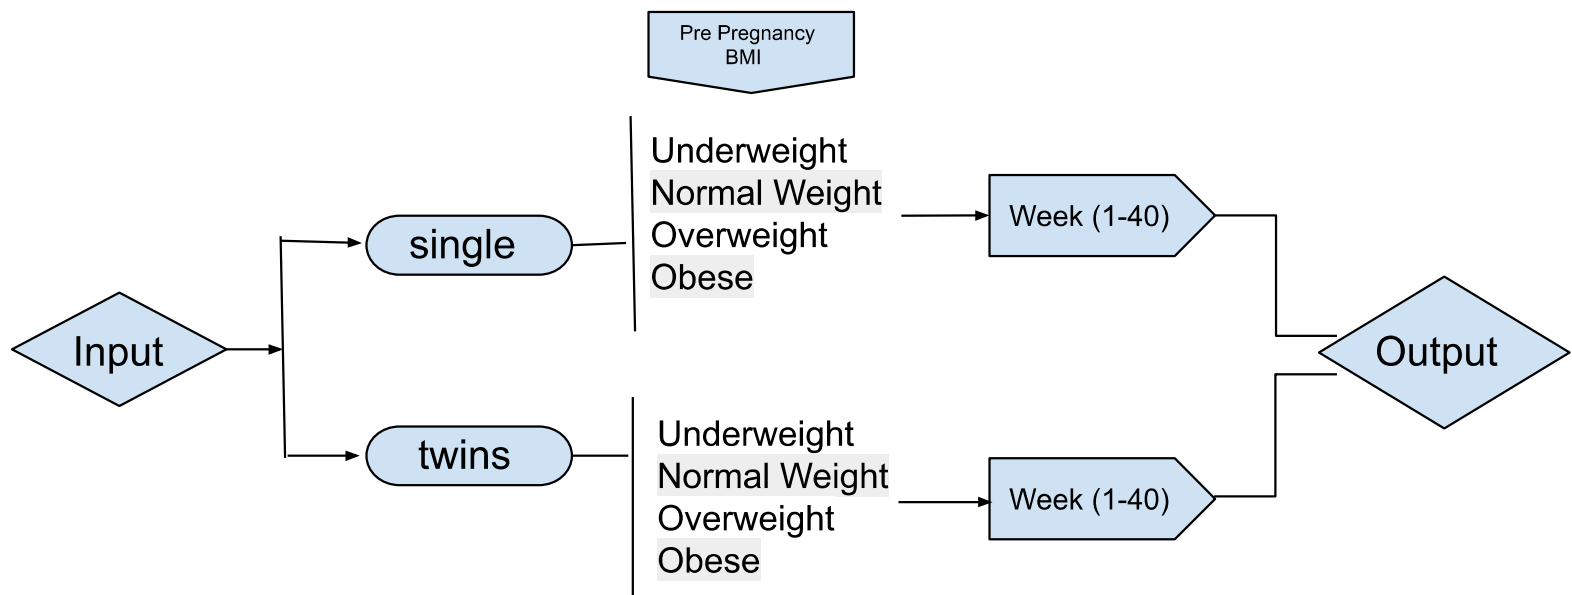 Pre Pregnancy
BMI
Input
single
Underweight
Normal Weight
Overweight
Obese
Week (1-40)
twins
Underweight
Normal Weight
Overweight
Obese
Week (1-40)
Output